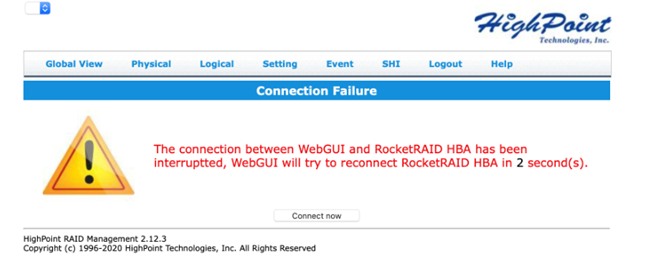 HighPoint
Technologies, Inc.
Global View Physical Logical Setting Event SHI Logout Help
Connection Failure
The connection between WebGUI and RocketRAID HBA has been
interruptted, WebGUI will try to reconnect RocketRAID HBA in 2 second(s).
Connect now
HighPoint RAID Management 2.12.3
Copyright (c) 1996-2020 HighPoint Technologies, Inc. All Rights Reserved